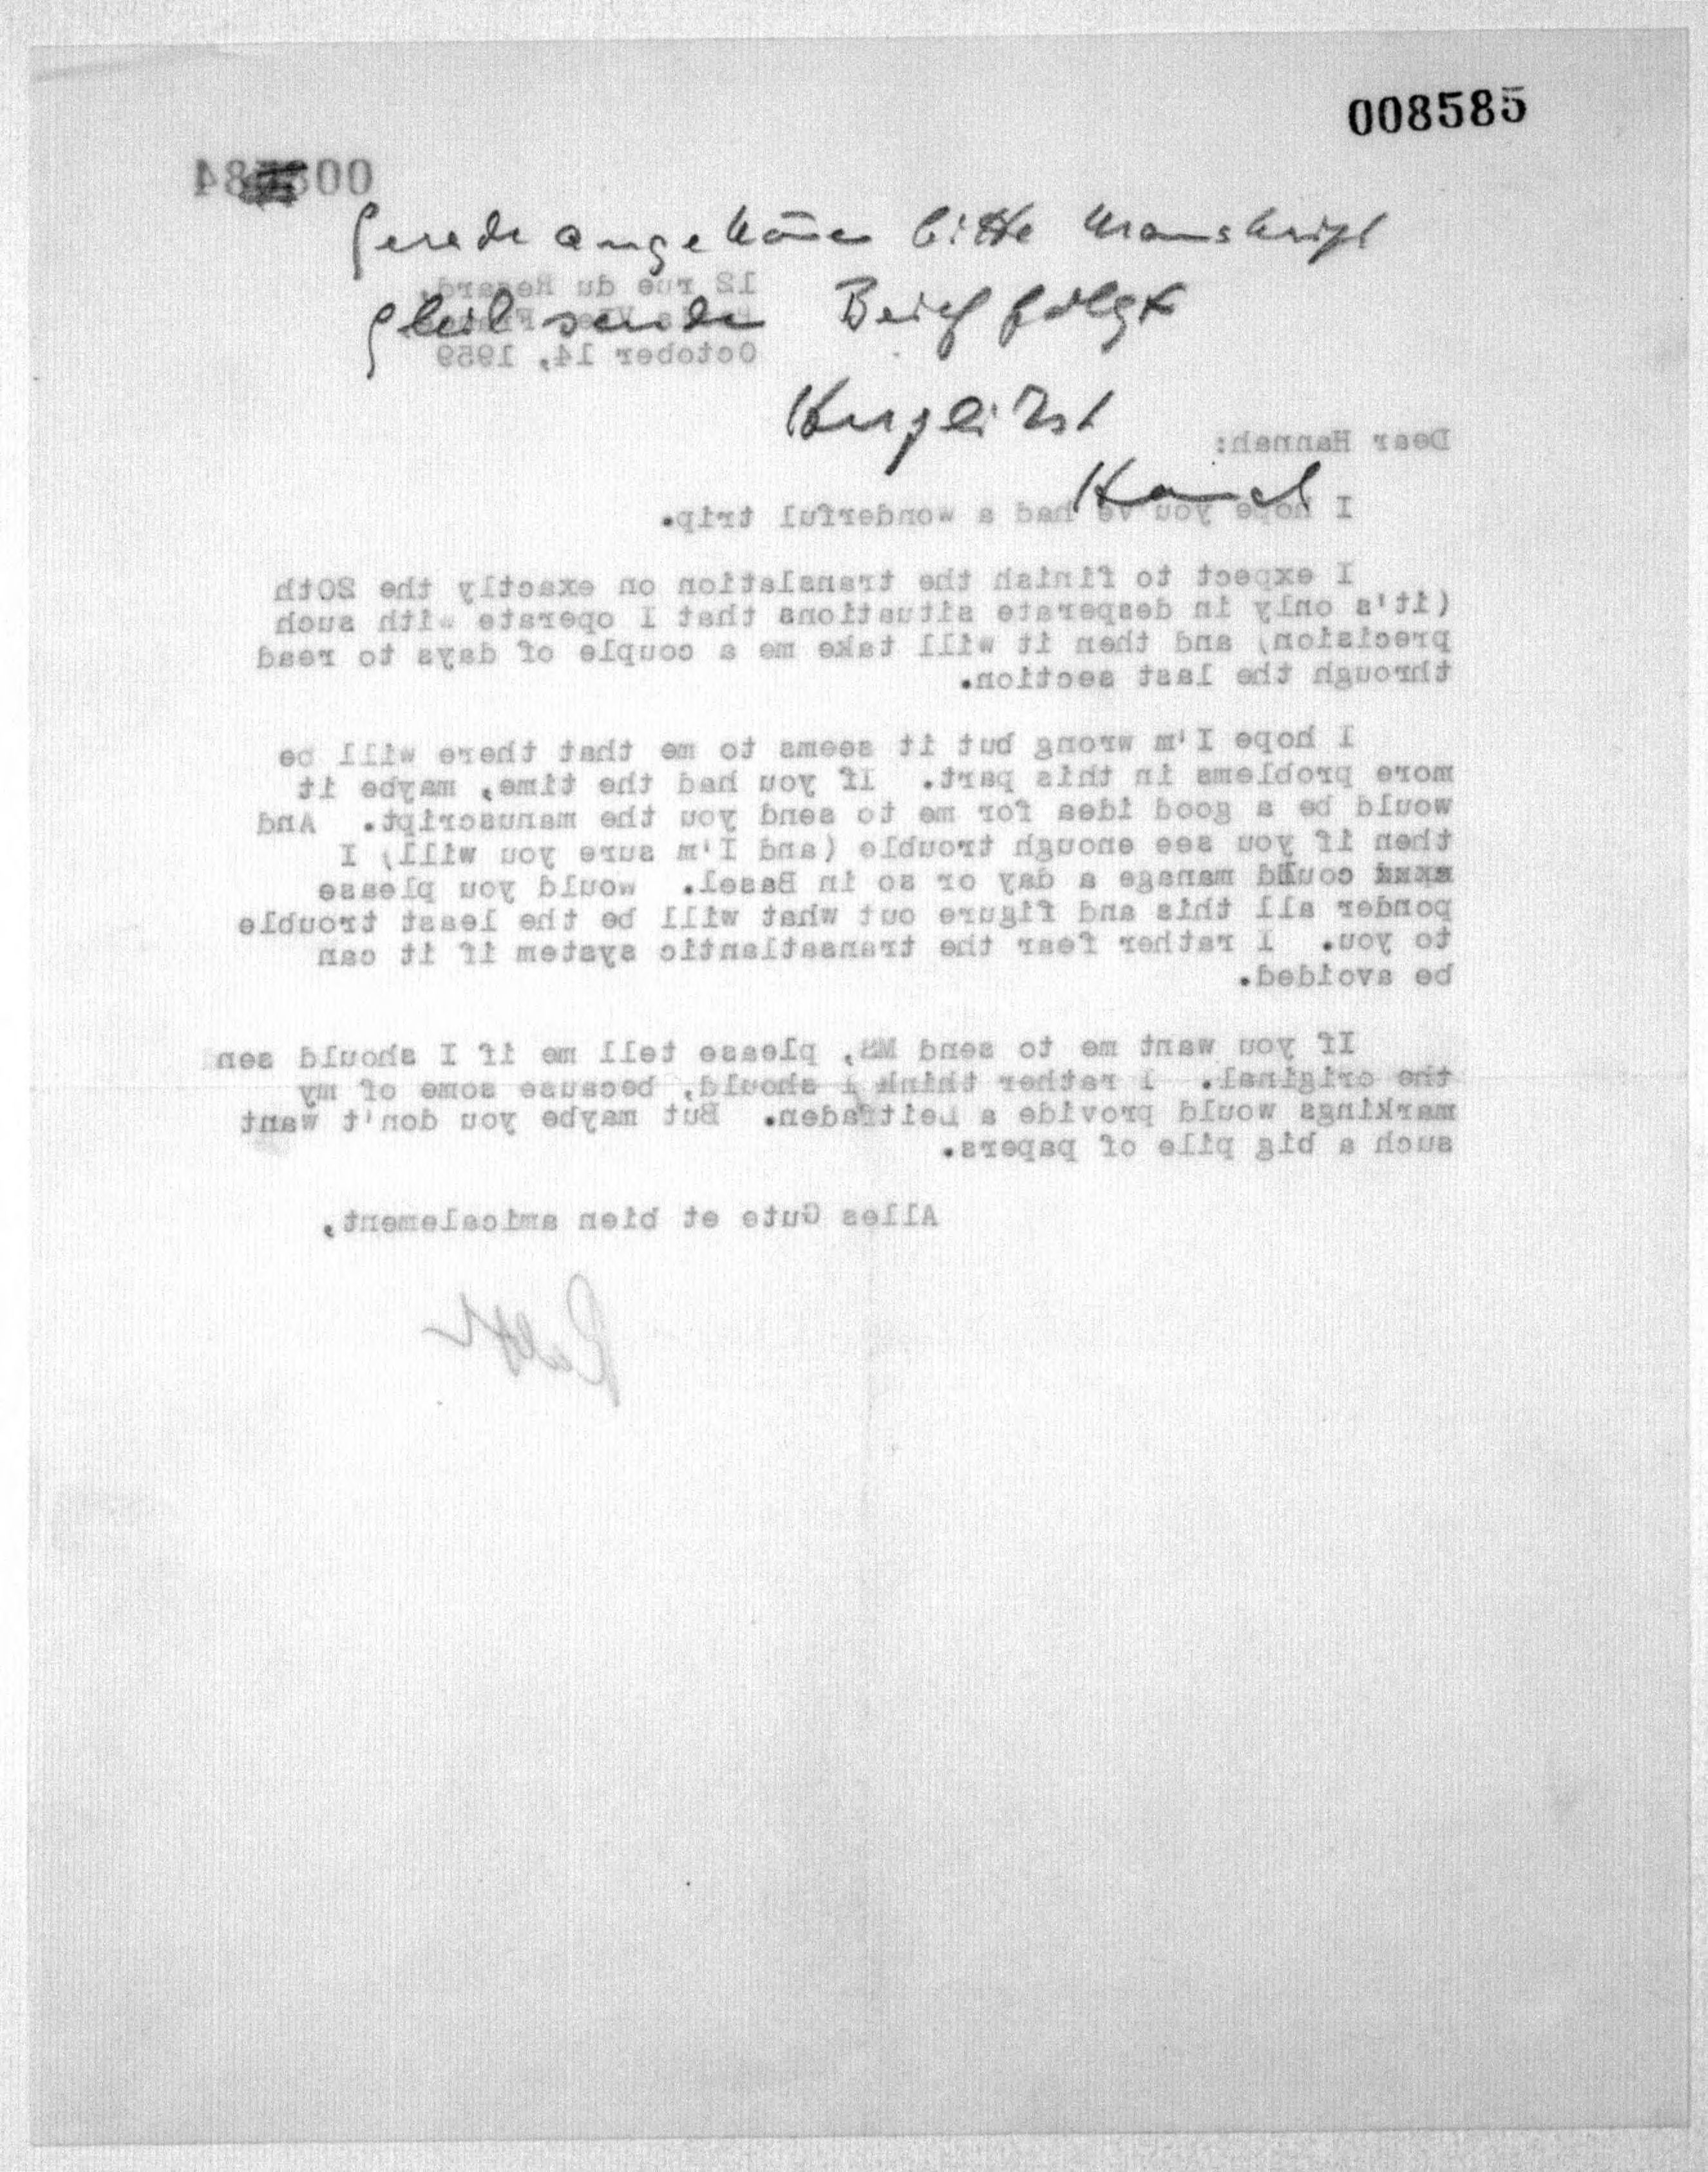 008585
Gerade angekommen bitte Manuskript
gleich senden Brief folgt
Herzlichst
Hannah
12 rue du Regard,
October 14, 1959
Dear Hannah:
I hope you've had a wonderful trip.
I expect to finish the translation on exactly the 20th
(it's only in desperate situations that I operate with such
precision) and then it will take me a couple of days to read
through the last section.
I hope I'm wrong but it seems to me that there will be
more problems in this part. If you had the time, maybe it
would be a good idea for me to send you the manuscript. And
then if you see enough trouble (and I'm sure you will) I
could manage a day or so in Basel. would you please
ponder all this and figure out what will be the least trouble
to you. I rather fear the transatlantic system if it can
be avoided.
If you want me to send MS, please tell me if I should sen
the original. I rather think I should, because some of my
markings would provide a Leitfaden. But maybe you don't want
such a big pile of papers.
Alles Gute et bien amicalement,